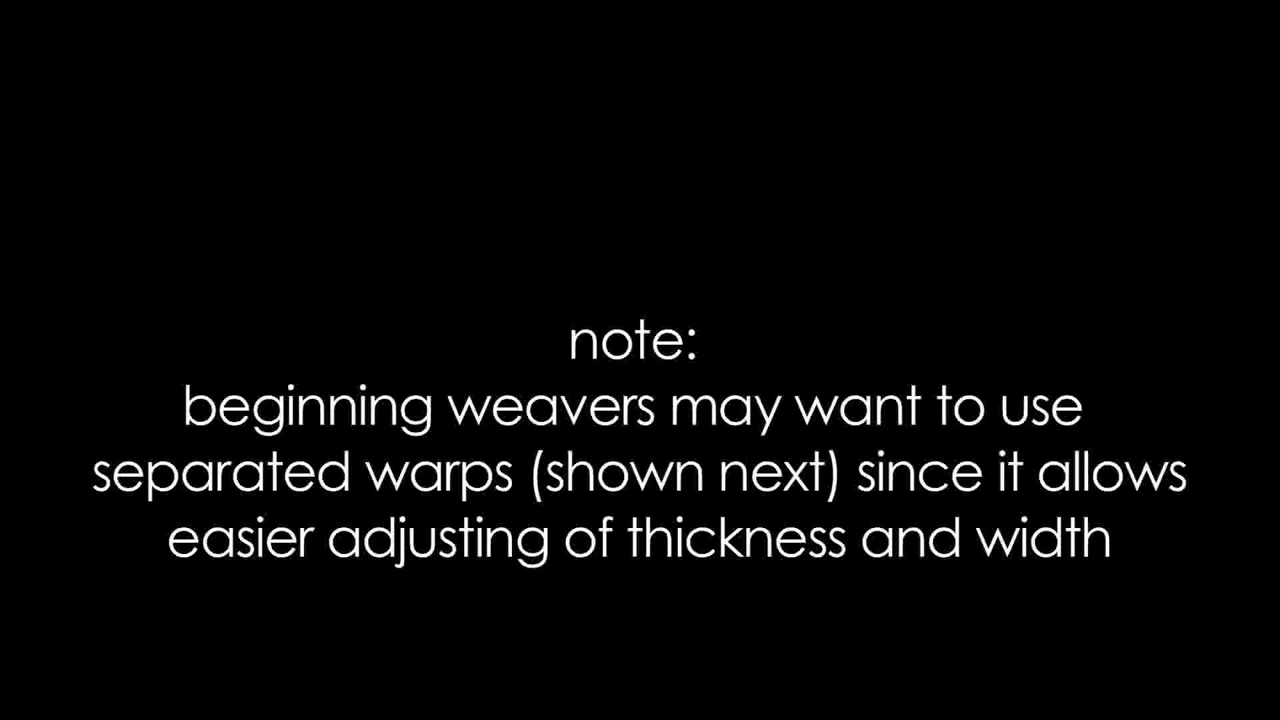 note:
beginning weavers may want to use
separated warps (shown next) since it allows
easier adjusting of thickness and width